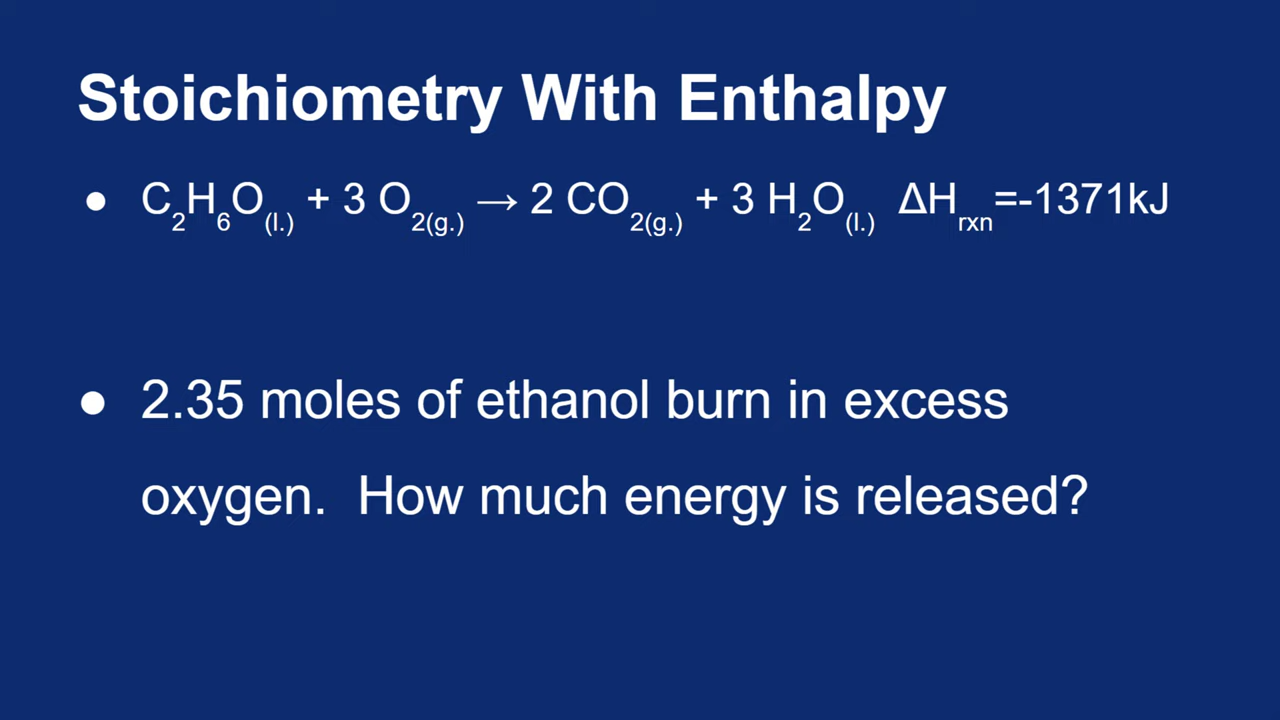 Stoichiometry With Enthalpy
● C₂H₆O₍ₗ.₎ + 3 O₂(g.) → 2 CO₂(g.) + 3 H₂O(l.) ΔHrxn=-1371kJ
● 2.35 moles of ethanol burn in excess
oxygen. How much energy is released?